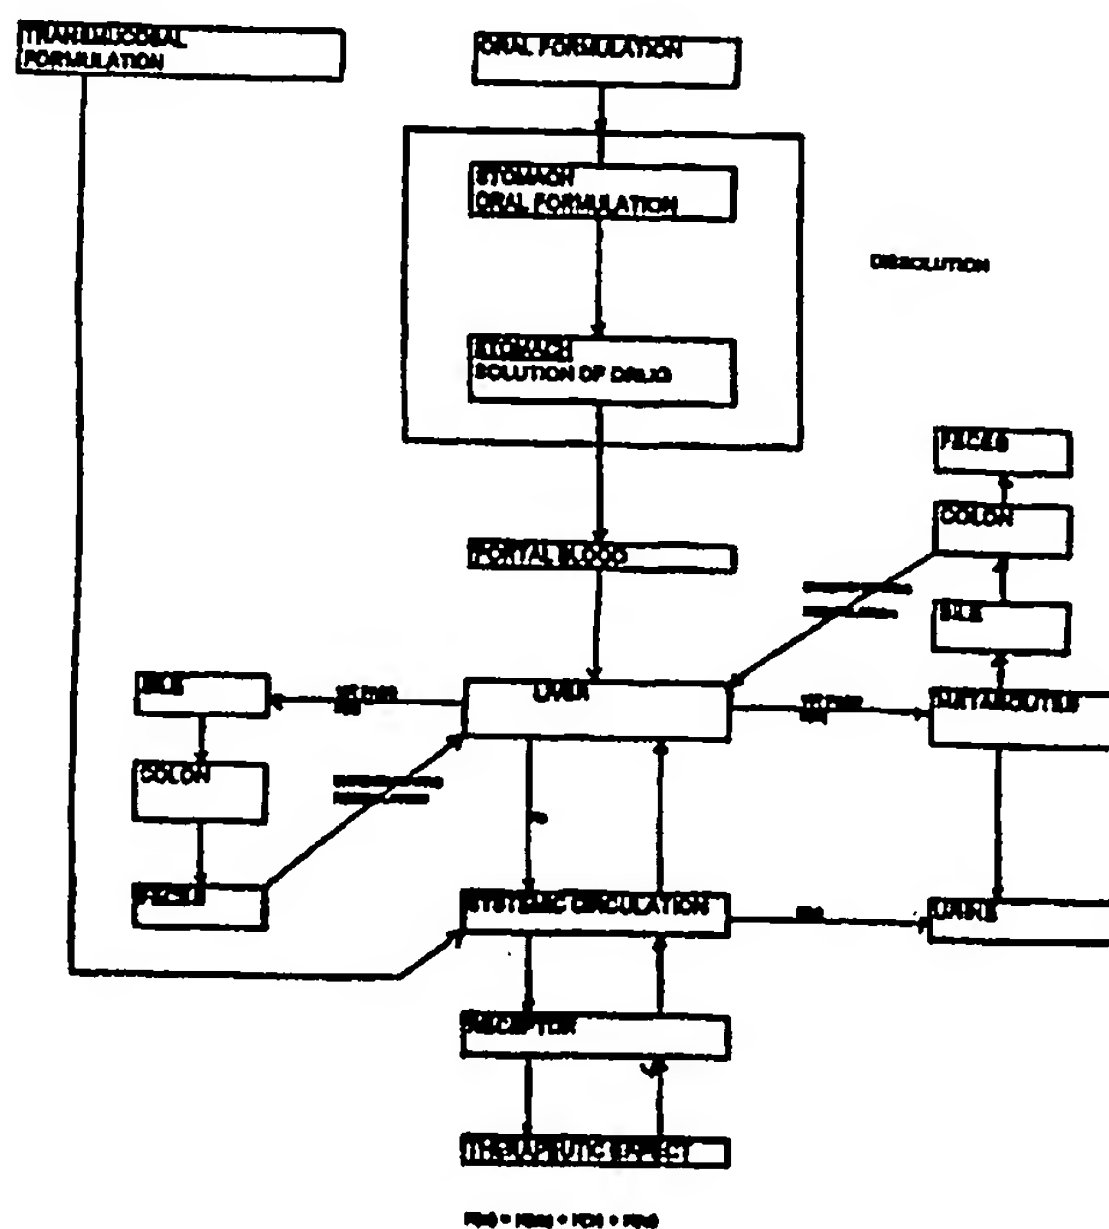 TRANSMUCOSAL
FORMULATION
ORAL FORMULATION
STOMACH
ORAL FORMULATION
DISSOLUTION
STOMACH
SOLUTION OF DRUG
FECES
COLON
PORTAL BLOOD
BILE
BILE
LIVER
METABOLITES
COLON
FECES
SYSTEMIC CIRCULATION
URINE
RECEPTOR
THERAPEUTIC EFFECT